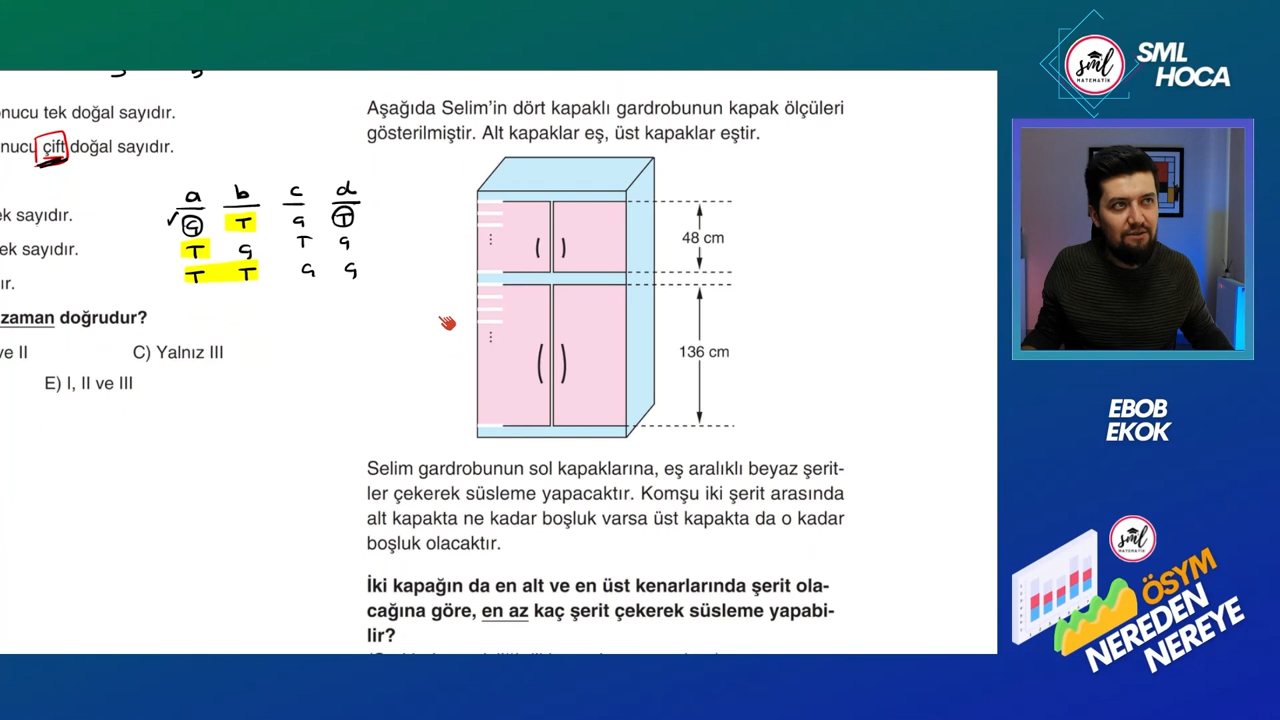 onucu tek doğal sayıdır.
nucu çift doğal sayıdır.
a b c d
Ç T Ç T
T Ç T Ç
T T Ç Ç
ek sayıdır.
ek sayıdır.
ır.
zaman doğrudur?
ve II C) Yalnız III
E) I, II ve III
Aşağıda Selim'in dört kapaklı gardrobunun kapak ölçüleri
gösterilmiştir. Alt kapaklar eş, üst kapaklar eştir.
48 cm
136 cm
Selim gardrobunun sol kapaklarına, eş aralıklı beyaz şerit-
ler çekerek süsleme yapacaktır. Komşu iki şerit arasında
alt kapakta ne kadar boşluk varsa üst kapakta da o kadar
boşluk olacaktır.
İki kapağın da en alt ve en üst kenarlarında şerit ola-
cağına göre, en az kaç şerit çekerek süsleme yapabi-
lir?
sml
MATEMATİK
SML
HOCA
EBOB
EKOK
sml
MATEMATİK
ÖSYM
NEREDEN
NEREYE